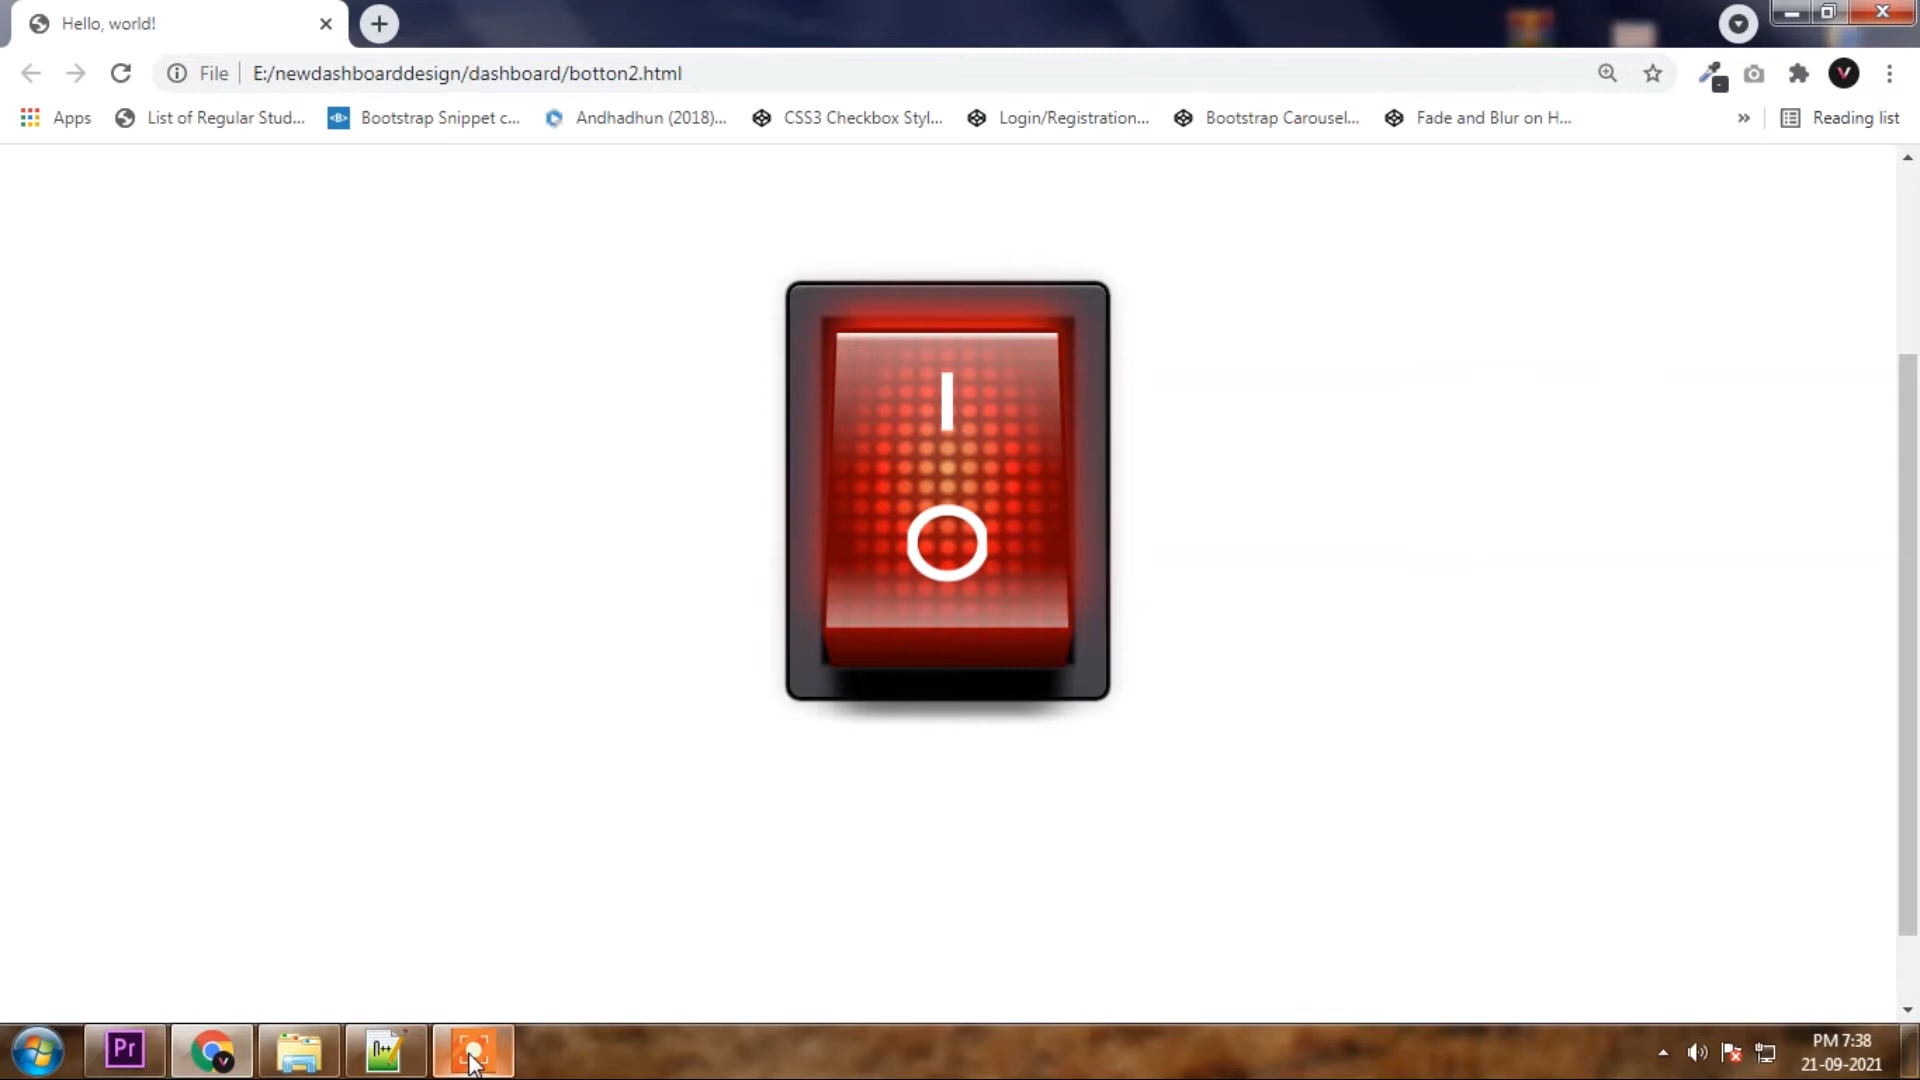 Hello, world!
File E:/newdashboarddesign/dashboard/botton2.html
Apps List of Regular Stud... <B> Bootstrap Snippet c... Andhadhun (2018)... CSS3 Checkbox Styl... Login/Registration... Bootstrap Carousel... Fade and Blur on H... » Reading list
Pr
PM 7:38
21-09-2021